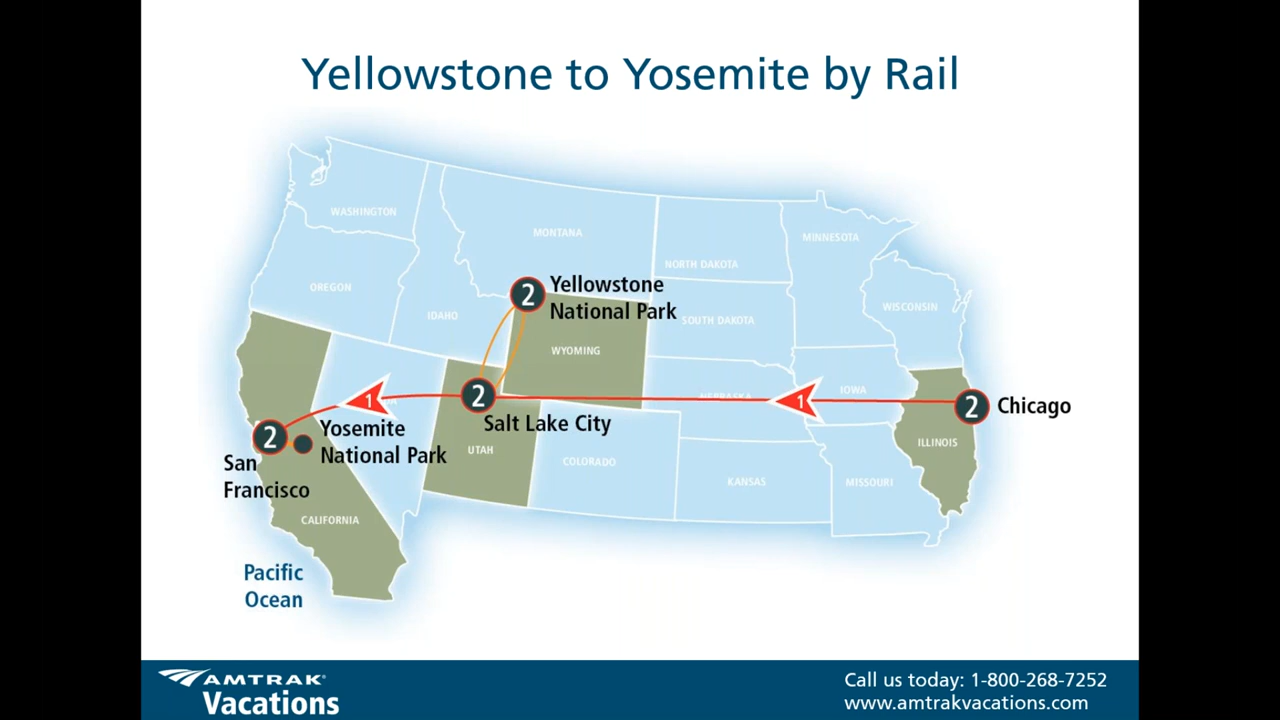 Yellowstone to Yosemite by Rail
WASHINGTON
MONTANA
MINNESOTA
NORTH DAKOTA
OREGON
2
Yellowstone
National Park
WISCONSIN
IDAHO
SOUTH DAKOTA
WYOMING
1
2
NEBRASKA
1
IOWA
2
Chicago
Salt Lake City
2
Yosemite
National Park
San
Francisco
UTAH
COLORADO
KANSAS
MISSOURI
ILLINOIS
CALIFORNIA
Pacific
Ocean
AMTRAK®
Vacations
Call us today: 1-800-268-7252
www.amtrakvacations.com